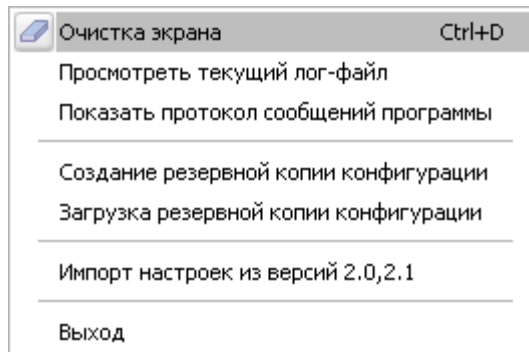 Очистка экрана Ctrl+D
Просмотреть текущий лог-файл
Показать протокол сообщений программы
Создание резервной копии конфигурации
Загрузка резервной копии конфигурации
Импорт настроек из версий 2.0,2.1
Выход